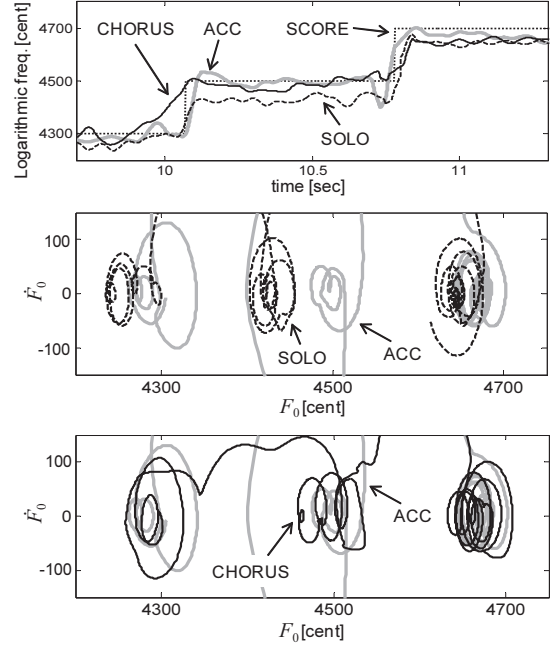 Logarithmic freq. [cent]
4700
4500
4300
CHORUS
ACC
SCORE
SOLO
10
10.5
11
time [sec]
Ḟ₀
100
0
-100
SOLO
ACC
4300
4500
4700
F₀ [cent]
Ḟ₀
100
0
-100
CHORUS
ACC
4300
4500
4700
F₀ [cent]